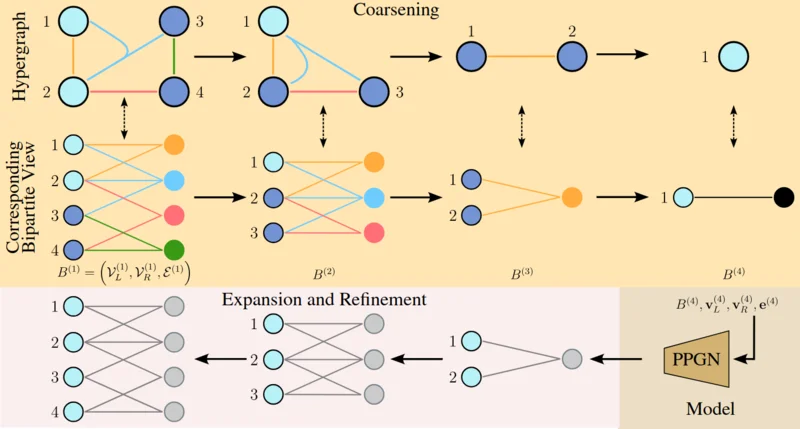 Coarsening
Hypergraph
1 3
2 4
1
2 3
1 2
1
Corresponding
Bipartite View
1
2
3
4
1
2
3
1
2
1
B^{(1)} = (\mathcal{V}_L^{(1)}, \mathcal{V}_R^{(1)}, \mathcal{E}^{(1)})
B^{(2)}
B^{(3)}
B^{(4)}
Expansion and Refinement
1
2
3
4
1
2
3
1
2
B^{(4)}, \mathbf{v}_L^{(4)}, \mathbf{v}_R^{(4)}, \mathbf{e}^{(4)}
PPGN
Model